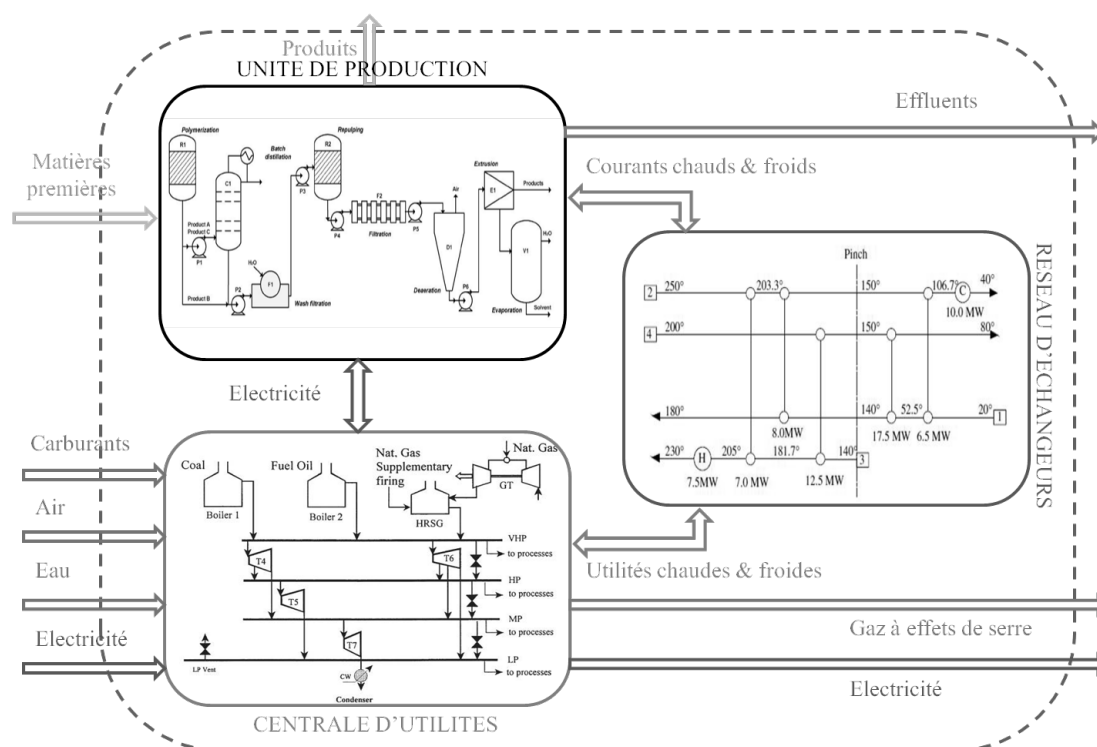 Produits
UNITE DE PRODUCTION
Effluents
Matières
premières
Polymerization
R1
Batch
distillation
C1
Product A
Product C
P1
Product B
P2
H₂O
F1
Wash filtration
P3
Repulping
R2
P4
F2
Filtration
P5
Air
D1
Deaeration
P6
Extrusion
E1
Products
V1
H₂O
Evaporation
Solvent
Courants chauds & froids
RESEAU D'ECHANGEURS
Pinch
2 250° 203.3° 150° 106.7° C 40°
10.0 MW
4 200° 150° 80°
180° 140° 52.5° 20° 1
8.0MW 17.5 MW 6.5 MW
230° H 205° 181.7° 140° 3
7.5MW 7.0 MW 12.5 MW
Electricité
Carburants
Air
Eau
Electricité
Coal
Boiler 1
Fuel Oil
Boiler 2
Nat. Gas
Supplementary
firing
HRSG
Nat. Gas
GT
VHP
to processes
T4
T6
HP
to processes
T5
MP
to processes
T7
LP
to processes
LP Vent
CW
Condenser
CENTRALE D'UTILITES
Utilités chaudes & froides
Gaz à effets de serre
Electricité